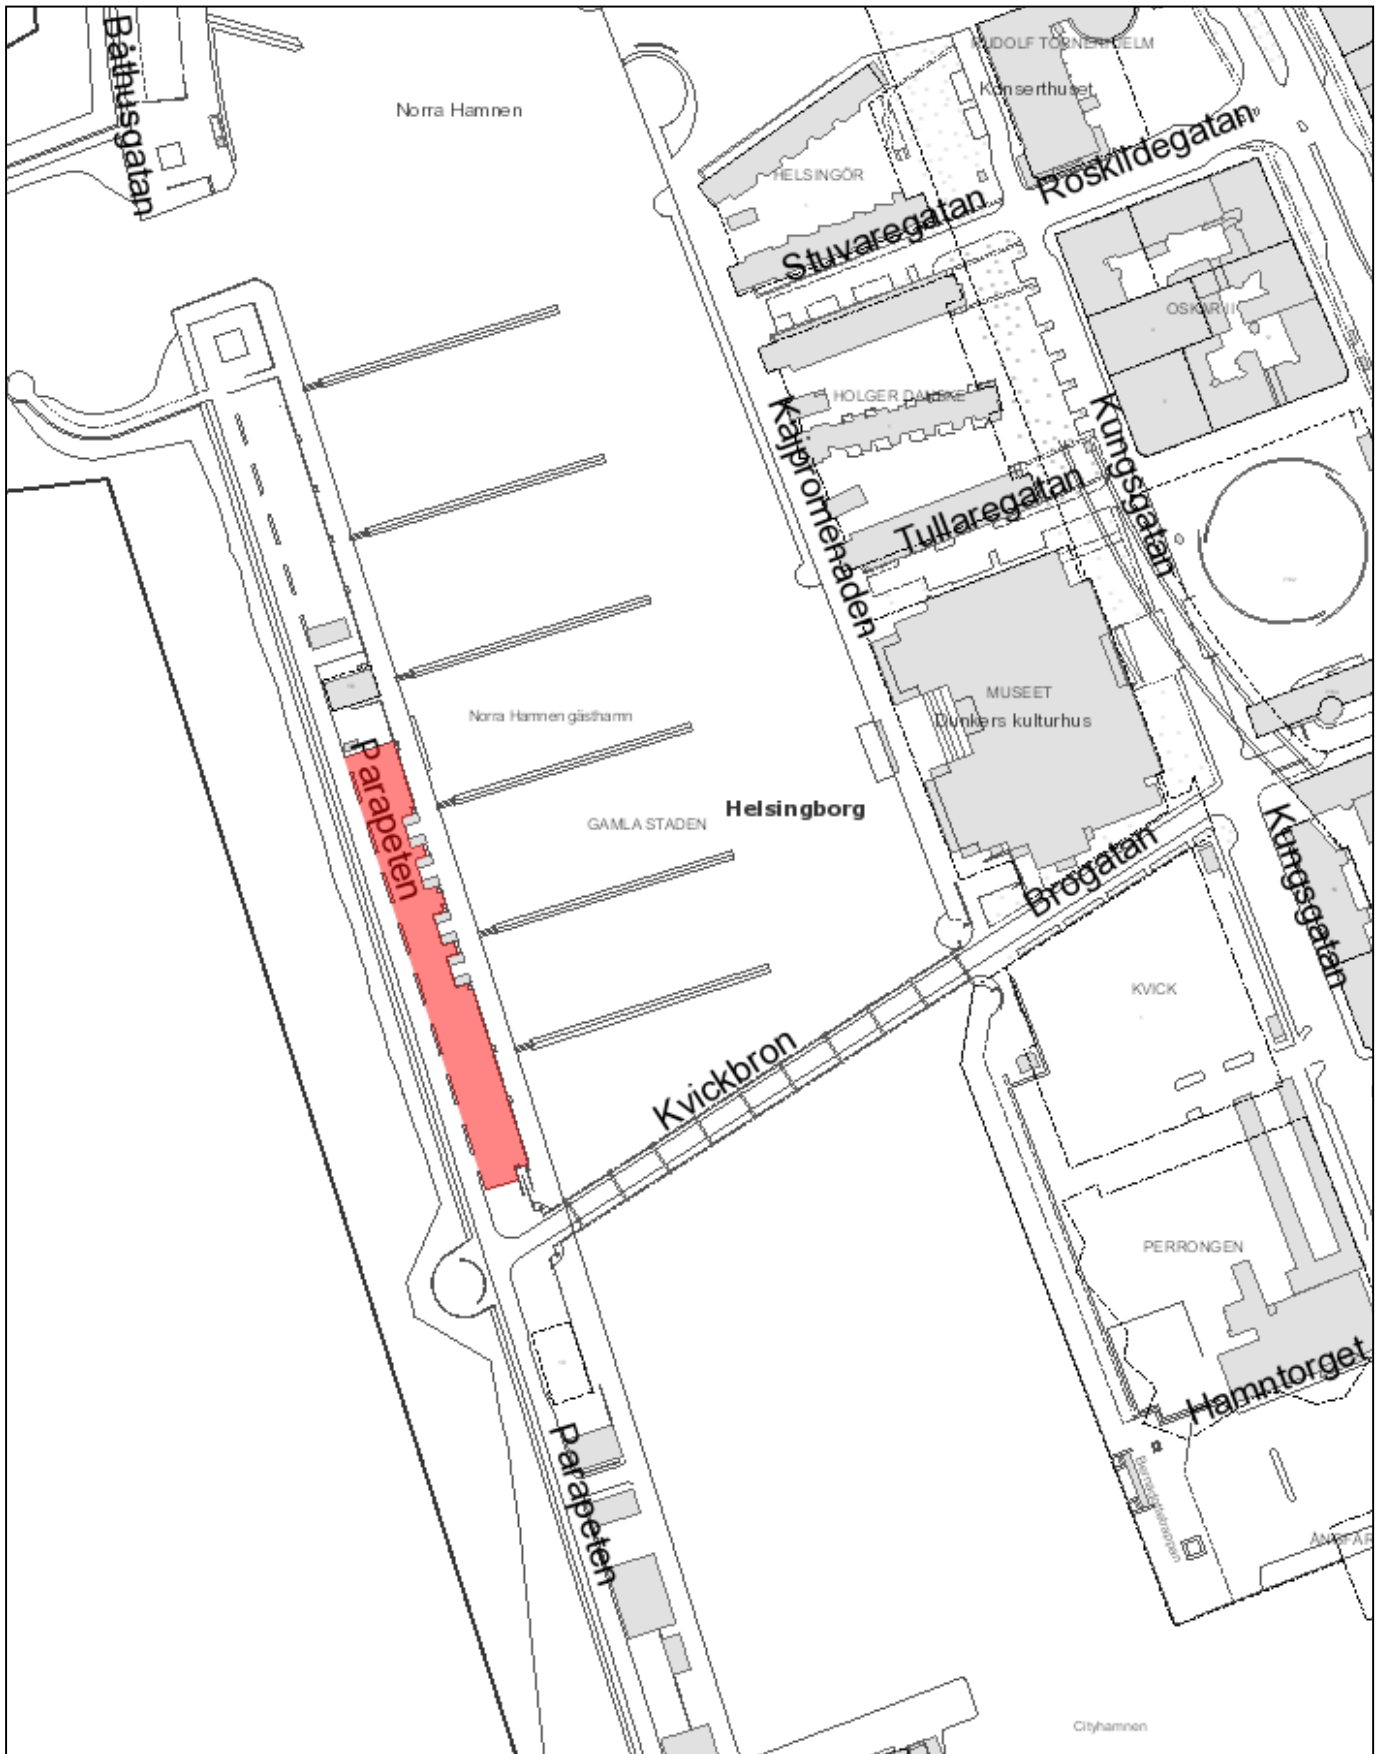 Båthusgatan
Norra Hamnen
RUDOLF TORNERHJELM
Konserthuset
Roskildegatan
HELSINGÖR
Stuvaregatan
OSKAR II
HOLGER DANSKE
Kajpromenaden
Kungsgatan
Tullaregatan
MUSEET
Dunkers kulturhus
Norra Hamnen gästhamn
Parapeten
GAMLA STADEN
Helsingborg
Brogatan
Kungsgatan
KVICK
Kvickbron
PERRONGEN
Hamntorget
Parapeten
Cityhamnen